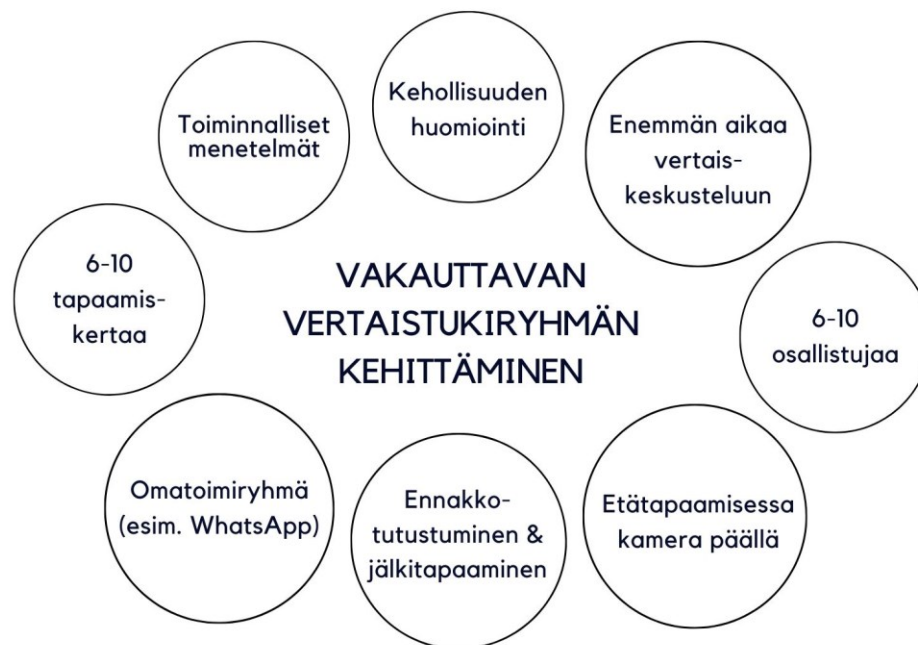 Kehollisuuden
huomiointi
Toiminnalliset
menetelmät
Enemmän aikaa
vertais-
keskusteluun
6-10
tapaamis-
kertaa
VAKAUTTAVAN
VERTAISTUKIRYHMÄN
KEHITTÄMINEN
6-10
osallistujaa
Omatoimiryhmä
(esim. WhatsApp)
Ennakko-
tutustuminen &
jälkitapaaminen
Etätapaamisessa
kamera päällä